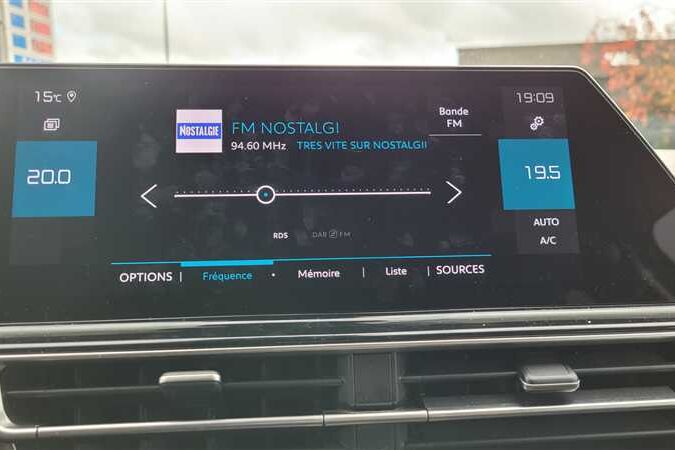 15°C
20.0
NOSTALGIE
FM NOSTALGI
94.60 MHz TRES VITE SUR NOSTALGII
Bande
FM
19:09
19.5
AUTO
A/C
RDS
DAB FM
OPTIONS | Fréquence • Mémoire | Liste | SOURCES